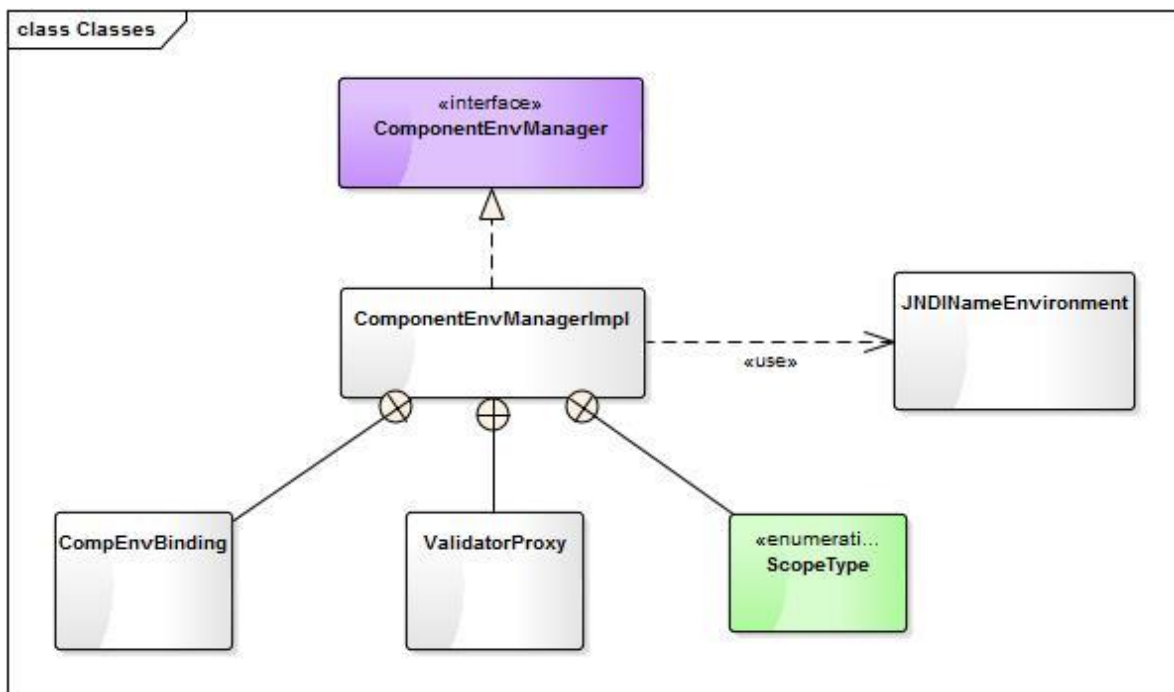 class Classes
«interface»
ComponentEnvManager
ComponentEnvManagerImpl
JNDINameEnvironment
«use»
CompEnvBinding
ValidatorProxy
«enumerati...
ScopeType